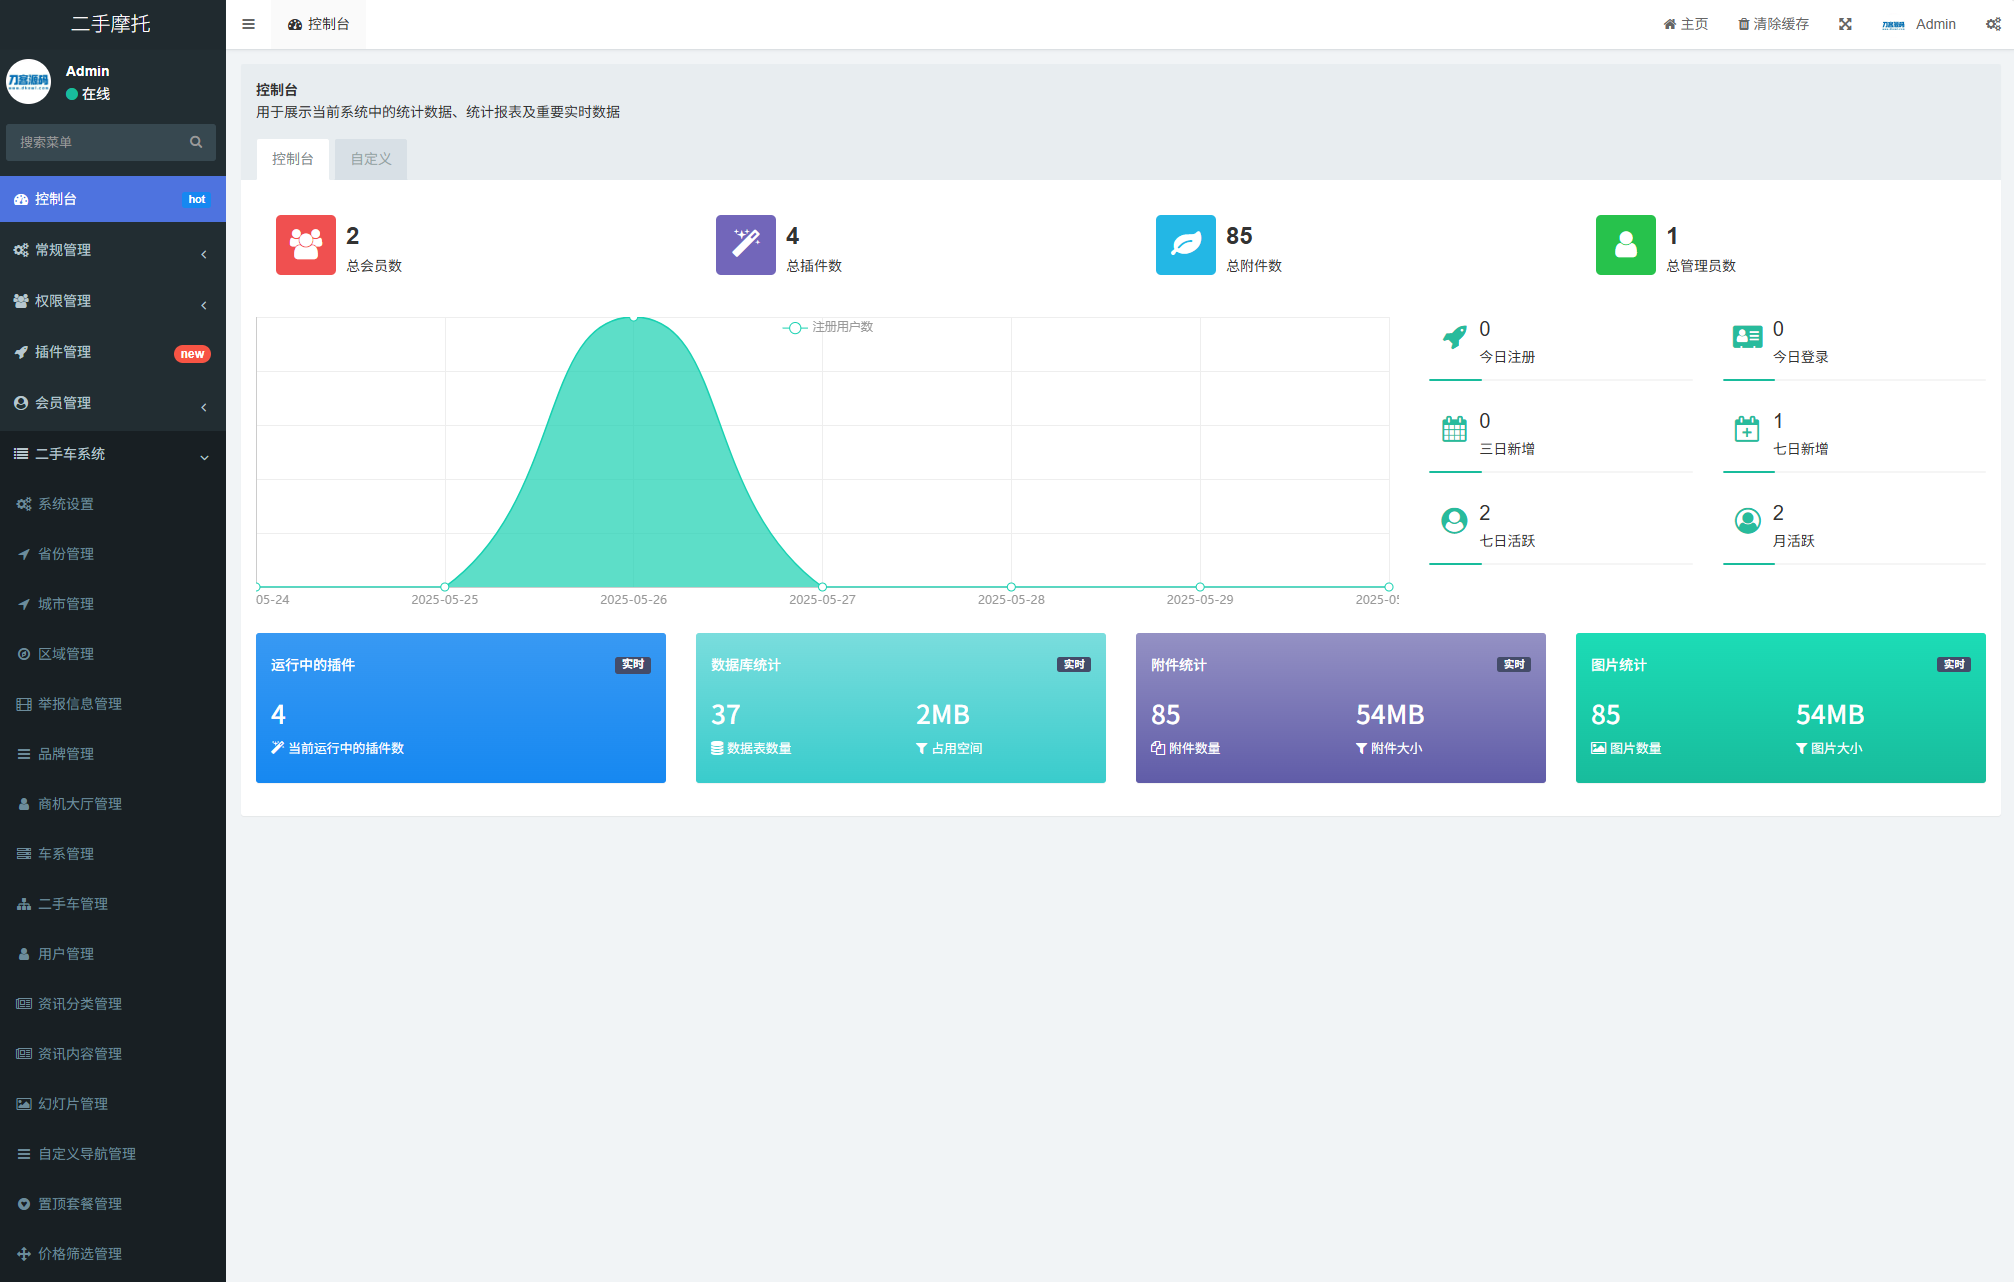 二手摩托
控制台
主页
清除缓存
Admin
刀客源码
Admin
在线
搜索菜单
控制台 hot
常规管理
权限管理
插件管理 new
会员管理
二手车系统
系统设置
省份管理
城市管理
区域管理
举报信息管理
品牌管理
商机大厅管理
车系管理
二手车管理
用户管理
资讯分类管理
资讯内容管理
幻灯片管理
自定义导航管理
置顶套餐管理
价格筛选管理
控制台
用于展示当前系统中的统计数据、统计报表及重要实时数据
控制台 自定义
2
总会员数
4
总插件数
85
总附件数
1
总管理员数
注册用户数
05-24 2025-05-25 2025-05-26 2025-05-27 2025-05-28 2025-05-29 2025-05
0
今日注册
0
今日登录
0
三日新增
1
七日新增
2
七日活跃
2
月活跃
运行中的插件 实时
4
当前运行中的插件数
数据库统计 实时
37 2MB
数据表数量 占用空间
附件统计 实时
85 54MB
附件数量 附件大小
图片统计 实时
85 54MB
图片数量 图片大小